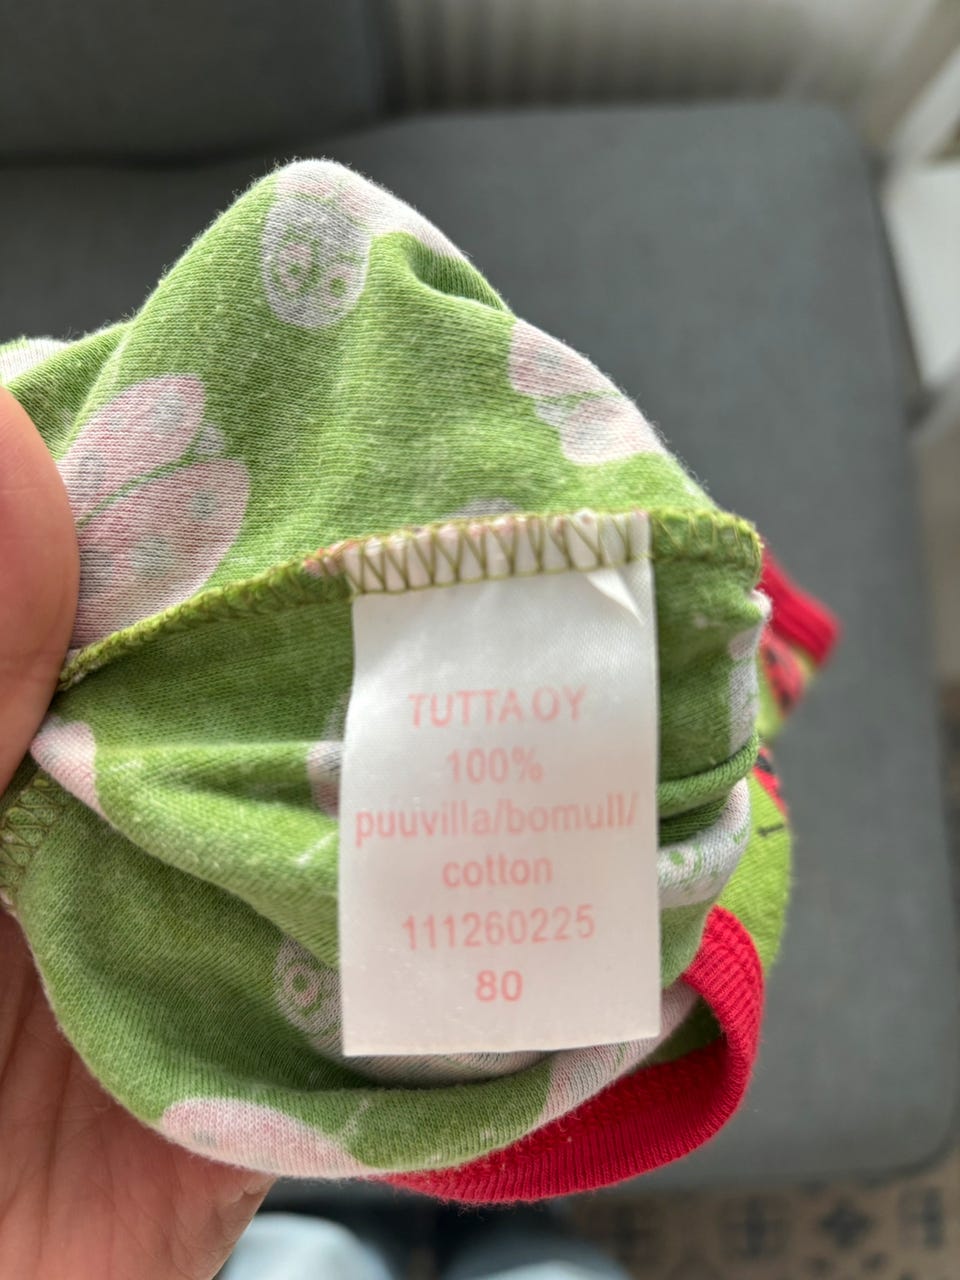 TUTTA OY
100%
puuvilla/bomull/
cotton
111260225
80